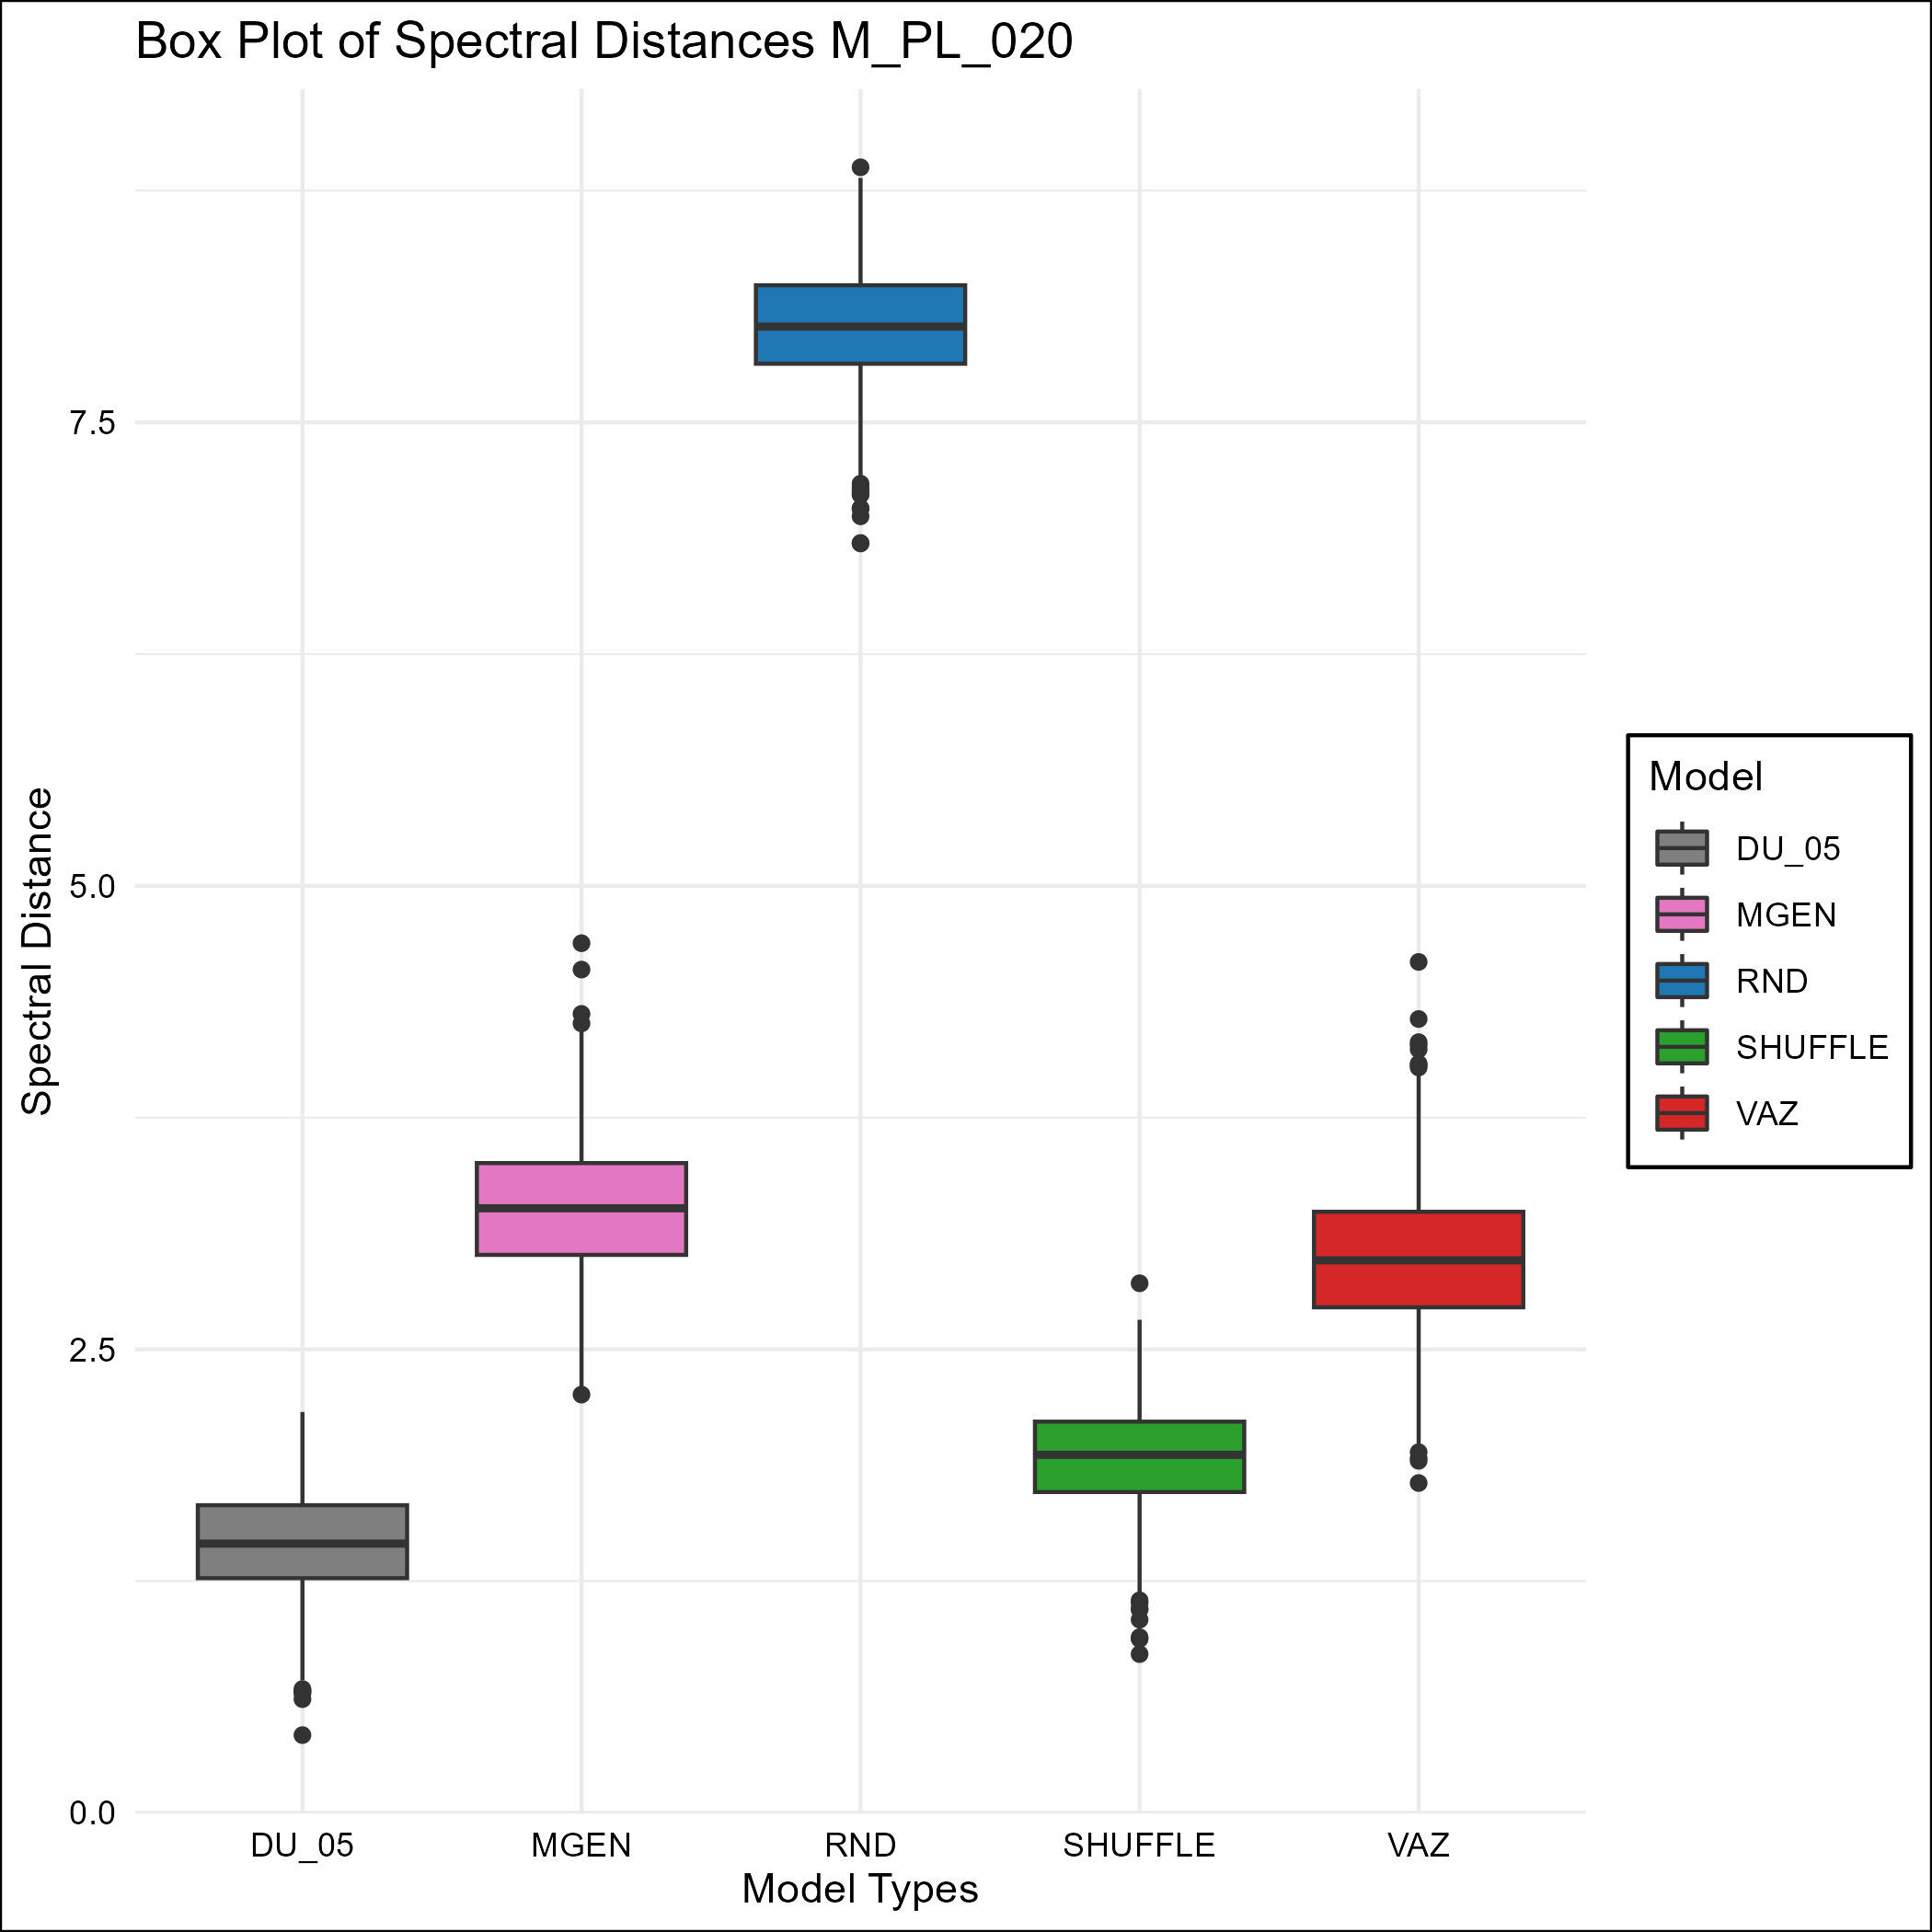 Box Plot of Spectral Distances M_PL_020
Spectral Distance
7.5
5.0
2.5
0.0
DU_05
MGEN
RND
SHUFFLE
VAZ
Model Types
Model
DU_05
MGEN
RND
SHUFFLE
VAZ